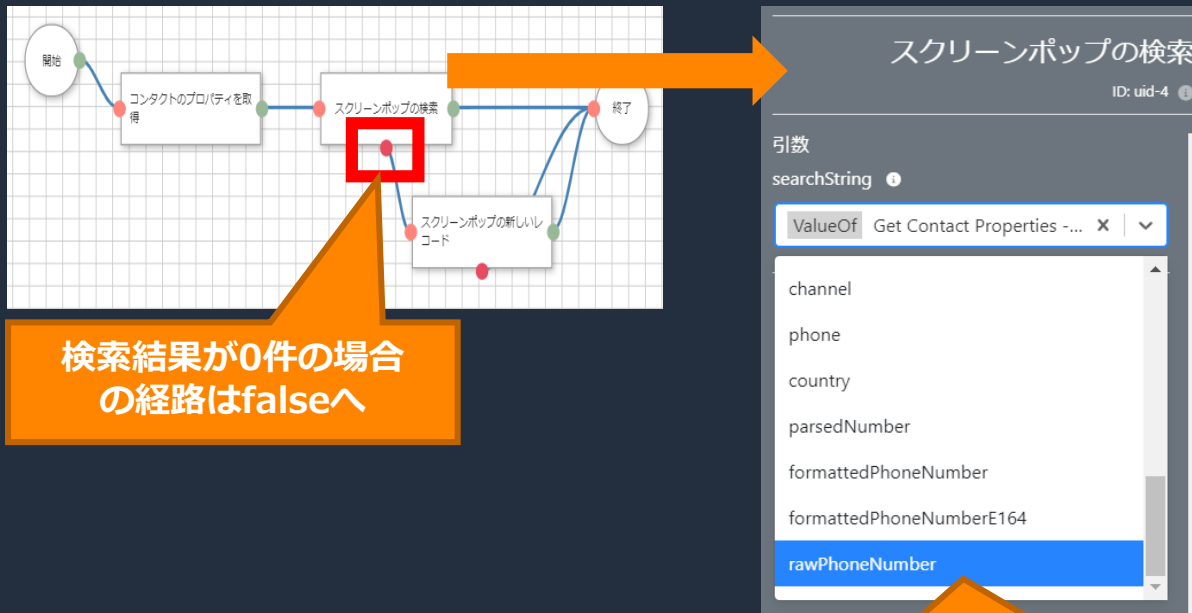 開始
コンタクトのプロパティを取
得
スクリーンポップの検索
終了
スクリーンポップの新しいレ
コード
検索結果が0件の場合
の経路はfalseへ
スクリーンポップの検索
ID: uid-4
引数
searchString
ValueOf Get Contact Properties -...
channel
phone
country
parsedNumber
formattedPhoneNumber
formattedPhoneNumberE164
rawPhoneNumber